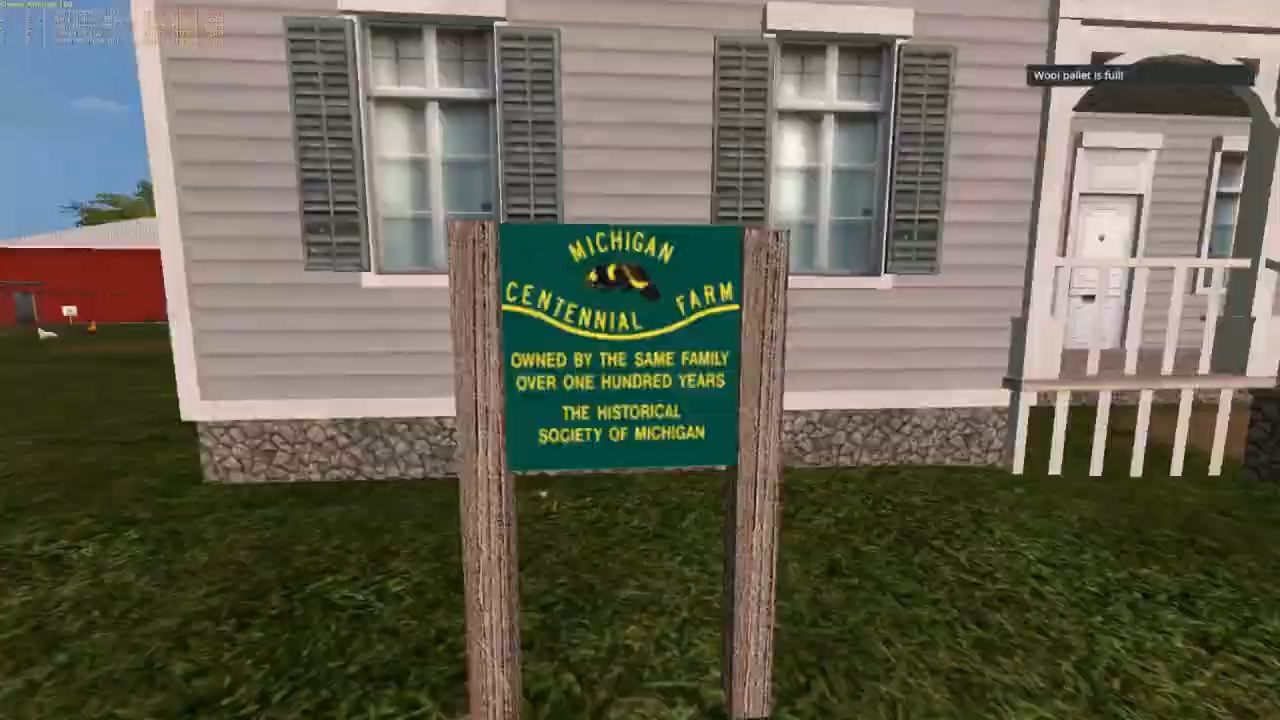 Wool pallet is full!
MICHIGAN
CENTENNIAL FARM
OWNED BY THE SAME FAMILY
OVER ONE HUNDRED YEARS
THE HISTORICAL
SOCIETY OF MICHIGAN